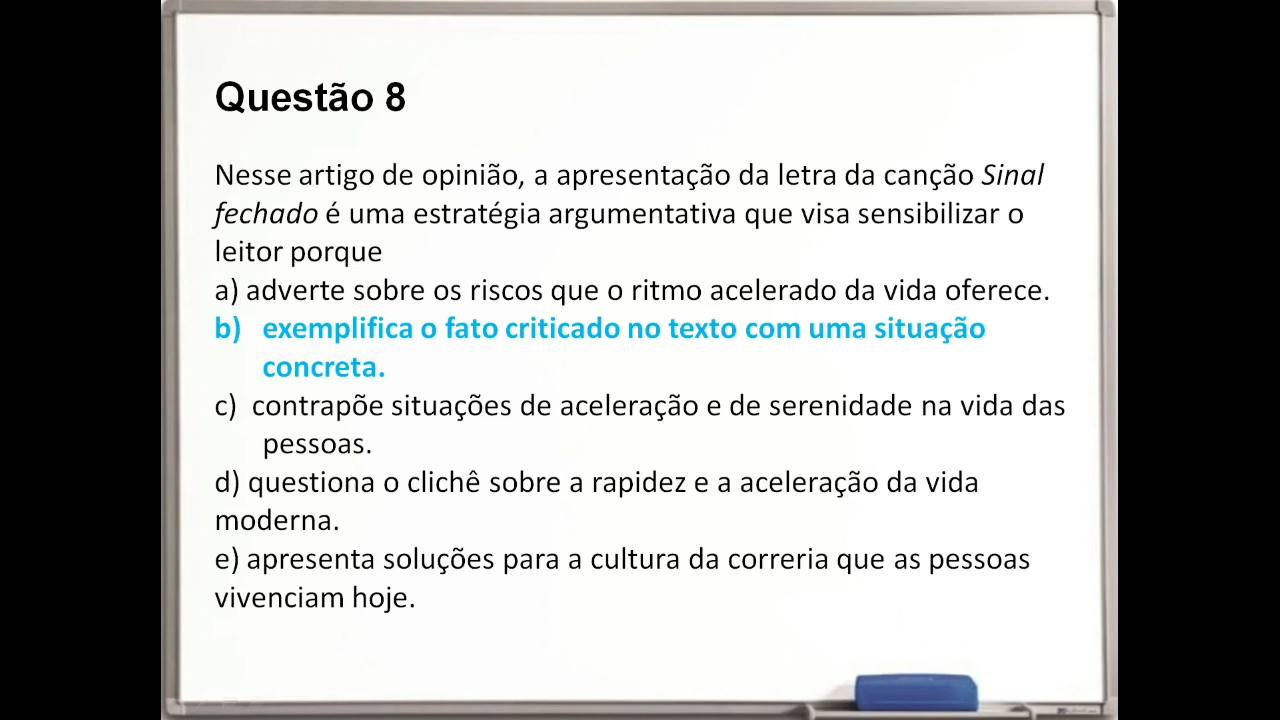 Questão 8
Nesse artigo de opinião, a apresentação da letra da canção Sinal
fechado é uma estratégia argumentativa que visa sensibilizar o
leitor porque
a) adverte sobre os riscos que o ritmo acelerado da vida oferece.
b) exemplifica o fato criticado no texto com uma situação
concreta.
c) contrapõe situações de aceleração e de serenidade na vida das
pessoas.
d) questiona o clichê sobre a rapidez e a aceleração da vida
moderna.
e) apresenta soluções para a cultura da correria que as pessoas
vivenciam hoje.